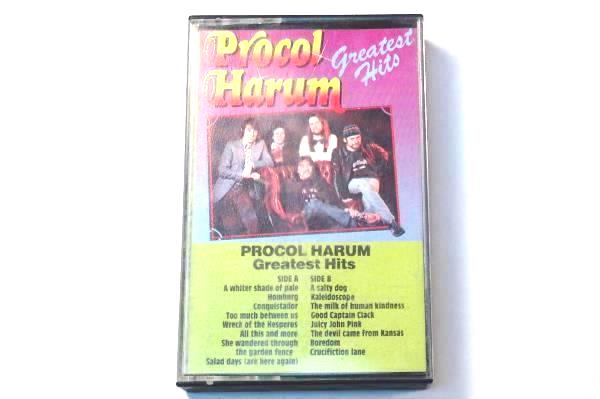 Procol
Harum
Greatest
Hits
PROCOL HARUM
Greatest Hits
SIDE A
A whiter shade of pale
Homburg
Conquistador
Too much between us
Wreck of the Hesperus
All this and more
She wandered through
the garden fence
Salad days (are here again)
SIDE B
A salty dog
Kaleidoscope
The milk of human kindness
Good Captain Clack
Juicy John Pink
The devil came from Kansas
Boredom
Crucifiction lane